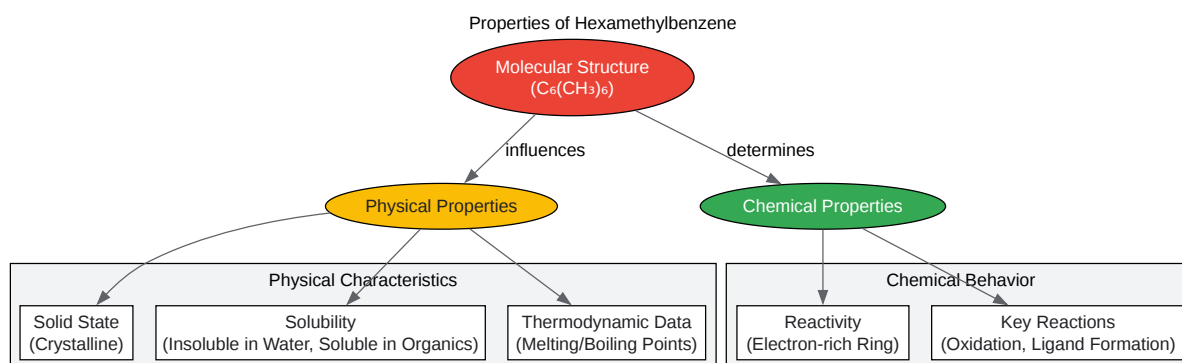 Properties of Hexamethylbenzene
Molecular Structure
(C₆(CH₃)₆)
influences
determines
Physical Properties
Chemical Properties
Physical Characteristics
Chemical Behavior
Solid State
(Crystalline)
Solubility
(Insoluble in Water, Soluble in Organics)
Thermodynamic Data
(Melting/Boiling Points)
Reactivity
(Electron-rich Ring)
Key Reactions
(Oxidation, Ligand Formation)